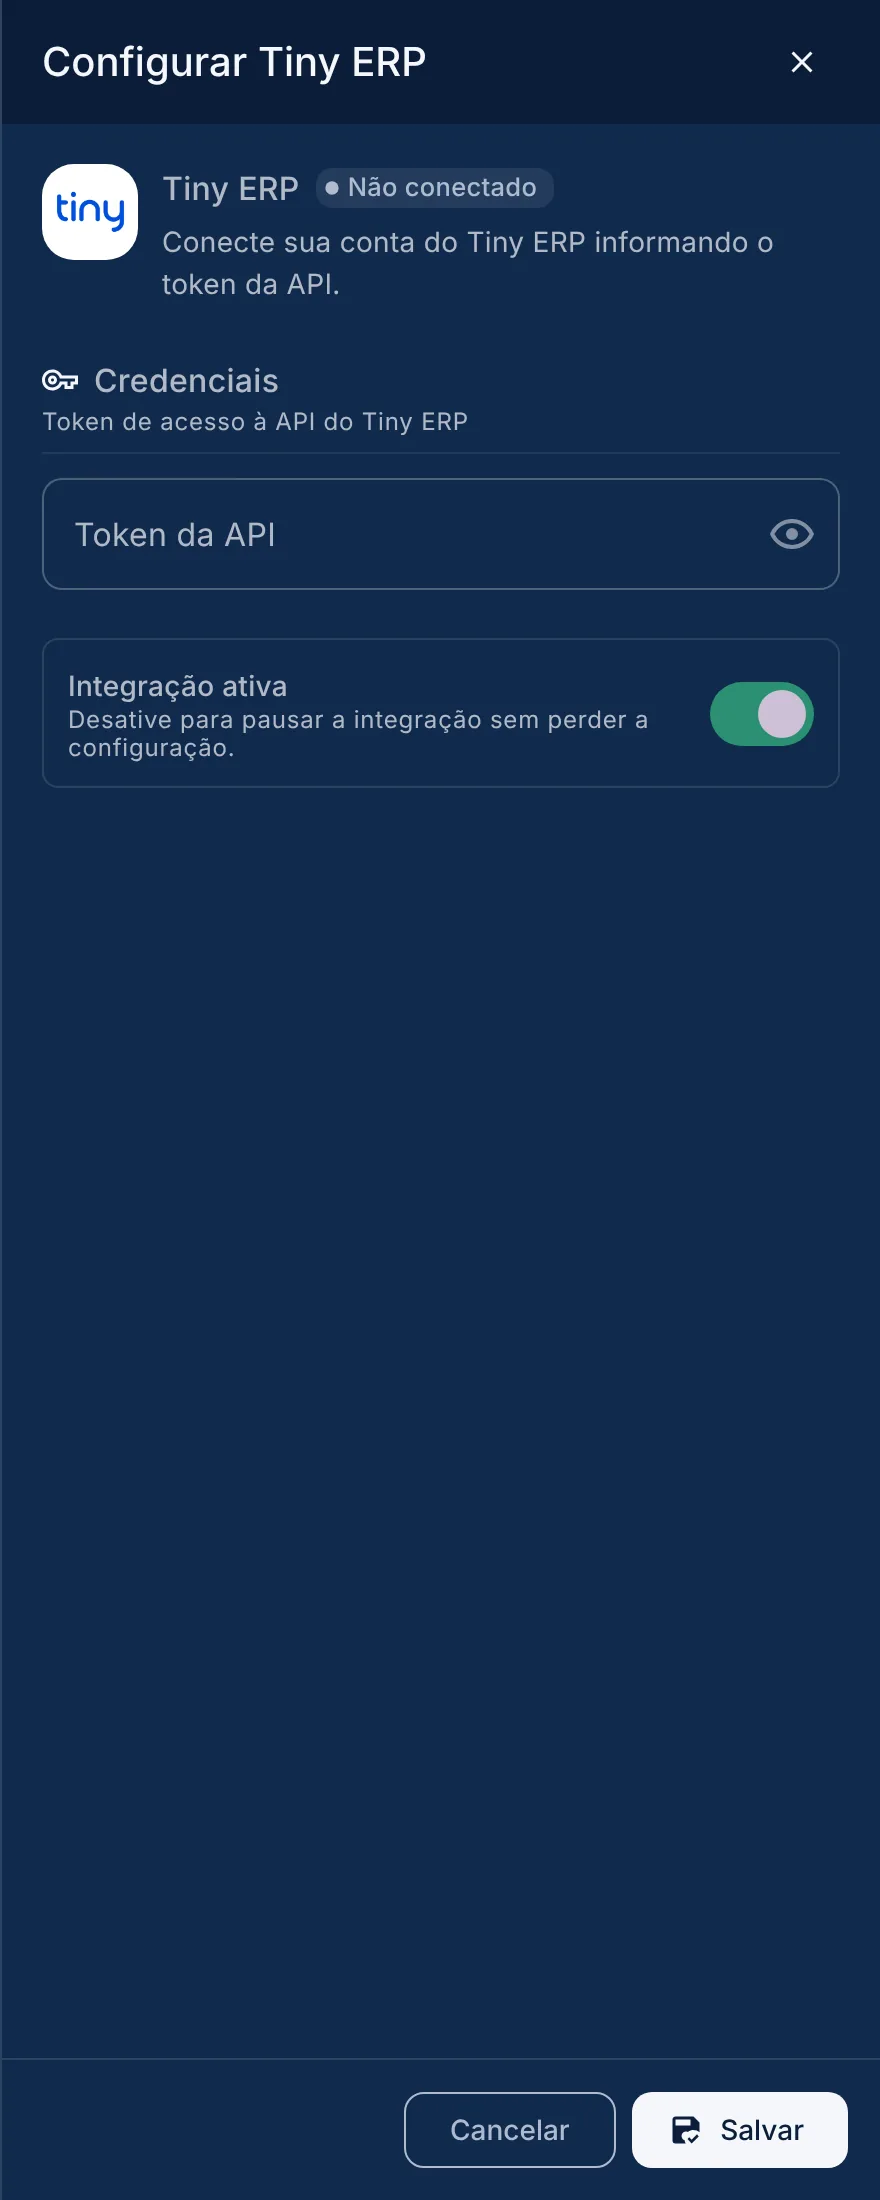 Configurar Tiny ERP
tiny
Tiny ERP
Não conectado
Conecte sua conta do Tiny ERP informando o
token da API.
Credenciais
Token de acesso à API do Tiny ERP
Token da API
Integração ativa
Desative para pausar a integração sem perder a
configuração.
Cancelar
Salvar